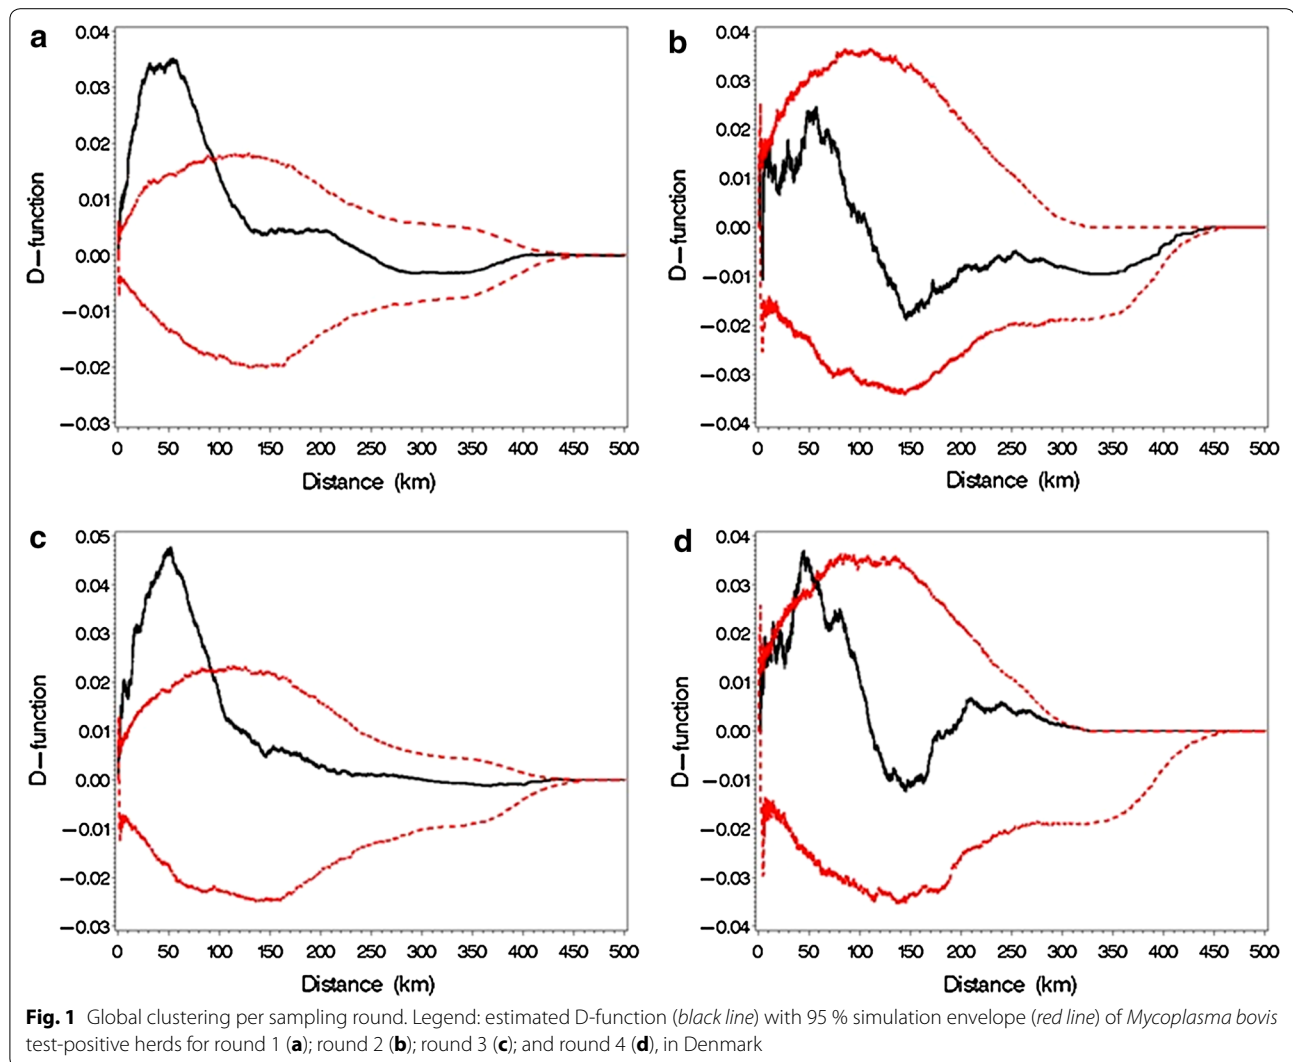 a
0.04
0.03
0.02
0.01
0.00
−0.01
−0.02
−0.03
D−function
0 50 100 150 200 250 300 350 400 450 500
Distance (km)
b
0.04
0.03
0.02
0.01
0.00
−0.01
−0.02
−0.03
−0.04
D−function
0 50 100 150 200 250 300 350 400 450 500
Distance (km)
c
0.05
0.04
0.03
0.02
0.01
0.00
−0.01
−0.02
−0.03
D−function
0 50 100 150 200 250 300 350 400 450 500
Distance (km)
d
0.04
0.03
0.02
0.01
0.00
−0.01
−0.02
−0.03
−0.04
D−function
0 50 100 150 200 250 300 350 400 450 500
Distance (km)
Fig. 1 Global clustering per sampling round. Legend: estimated D-function (black line) with 95 % simulation envelope (red line) of Mycoplasma bovis
test-positive herds for round 1 (a); round 2 (b); round 3 (c); and round 4 (d), in Denmark